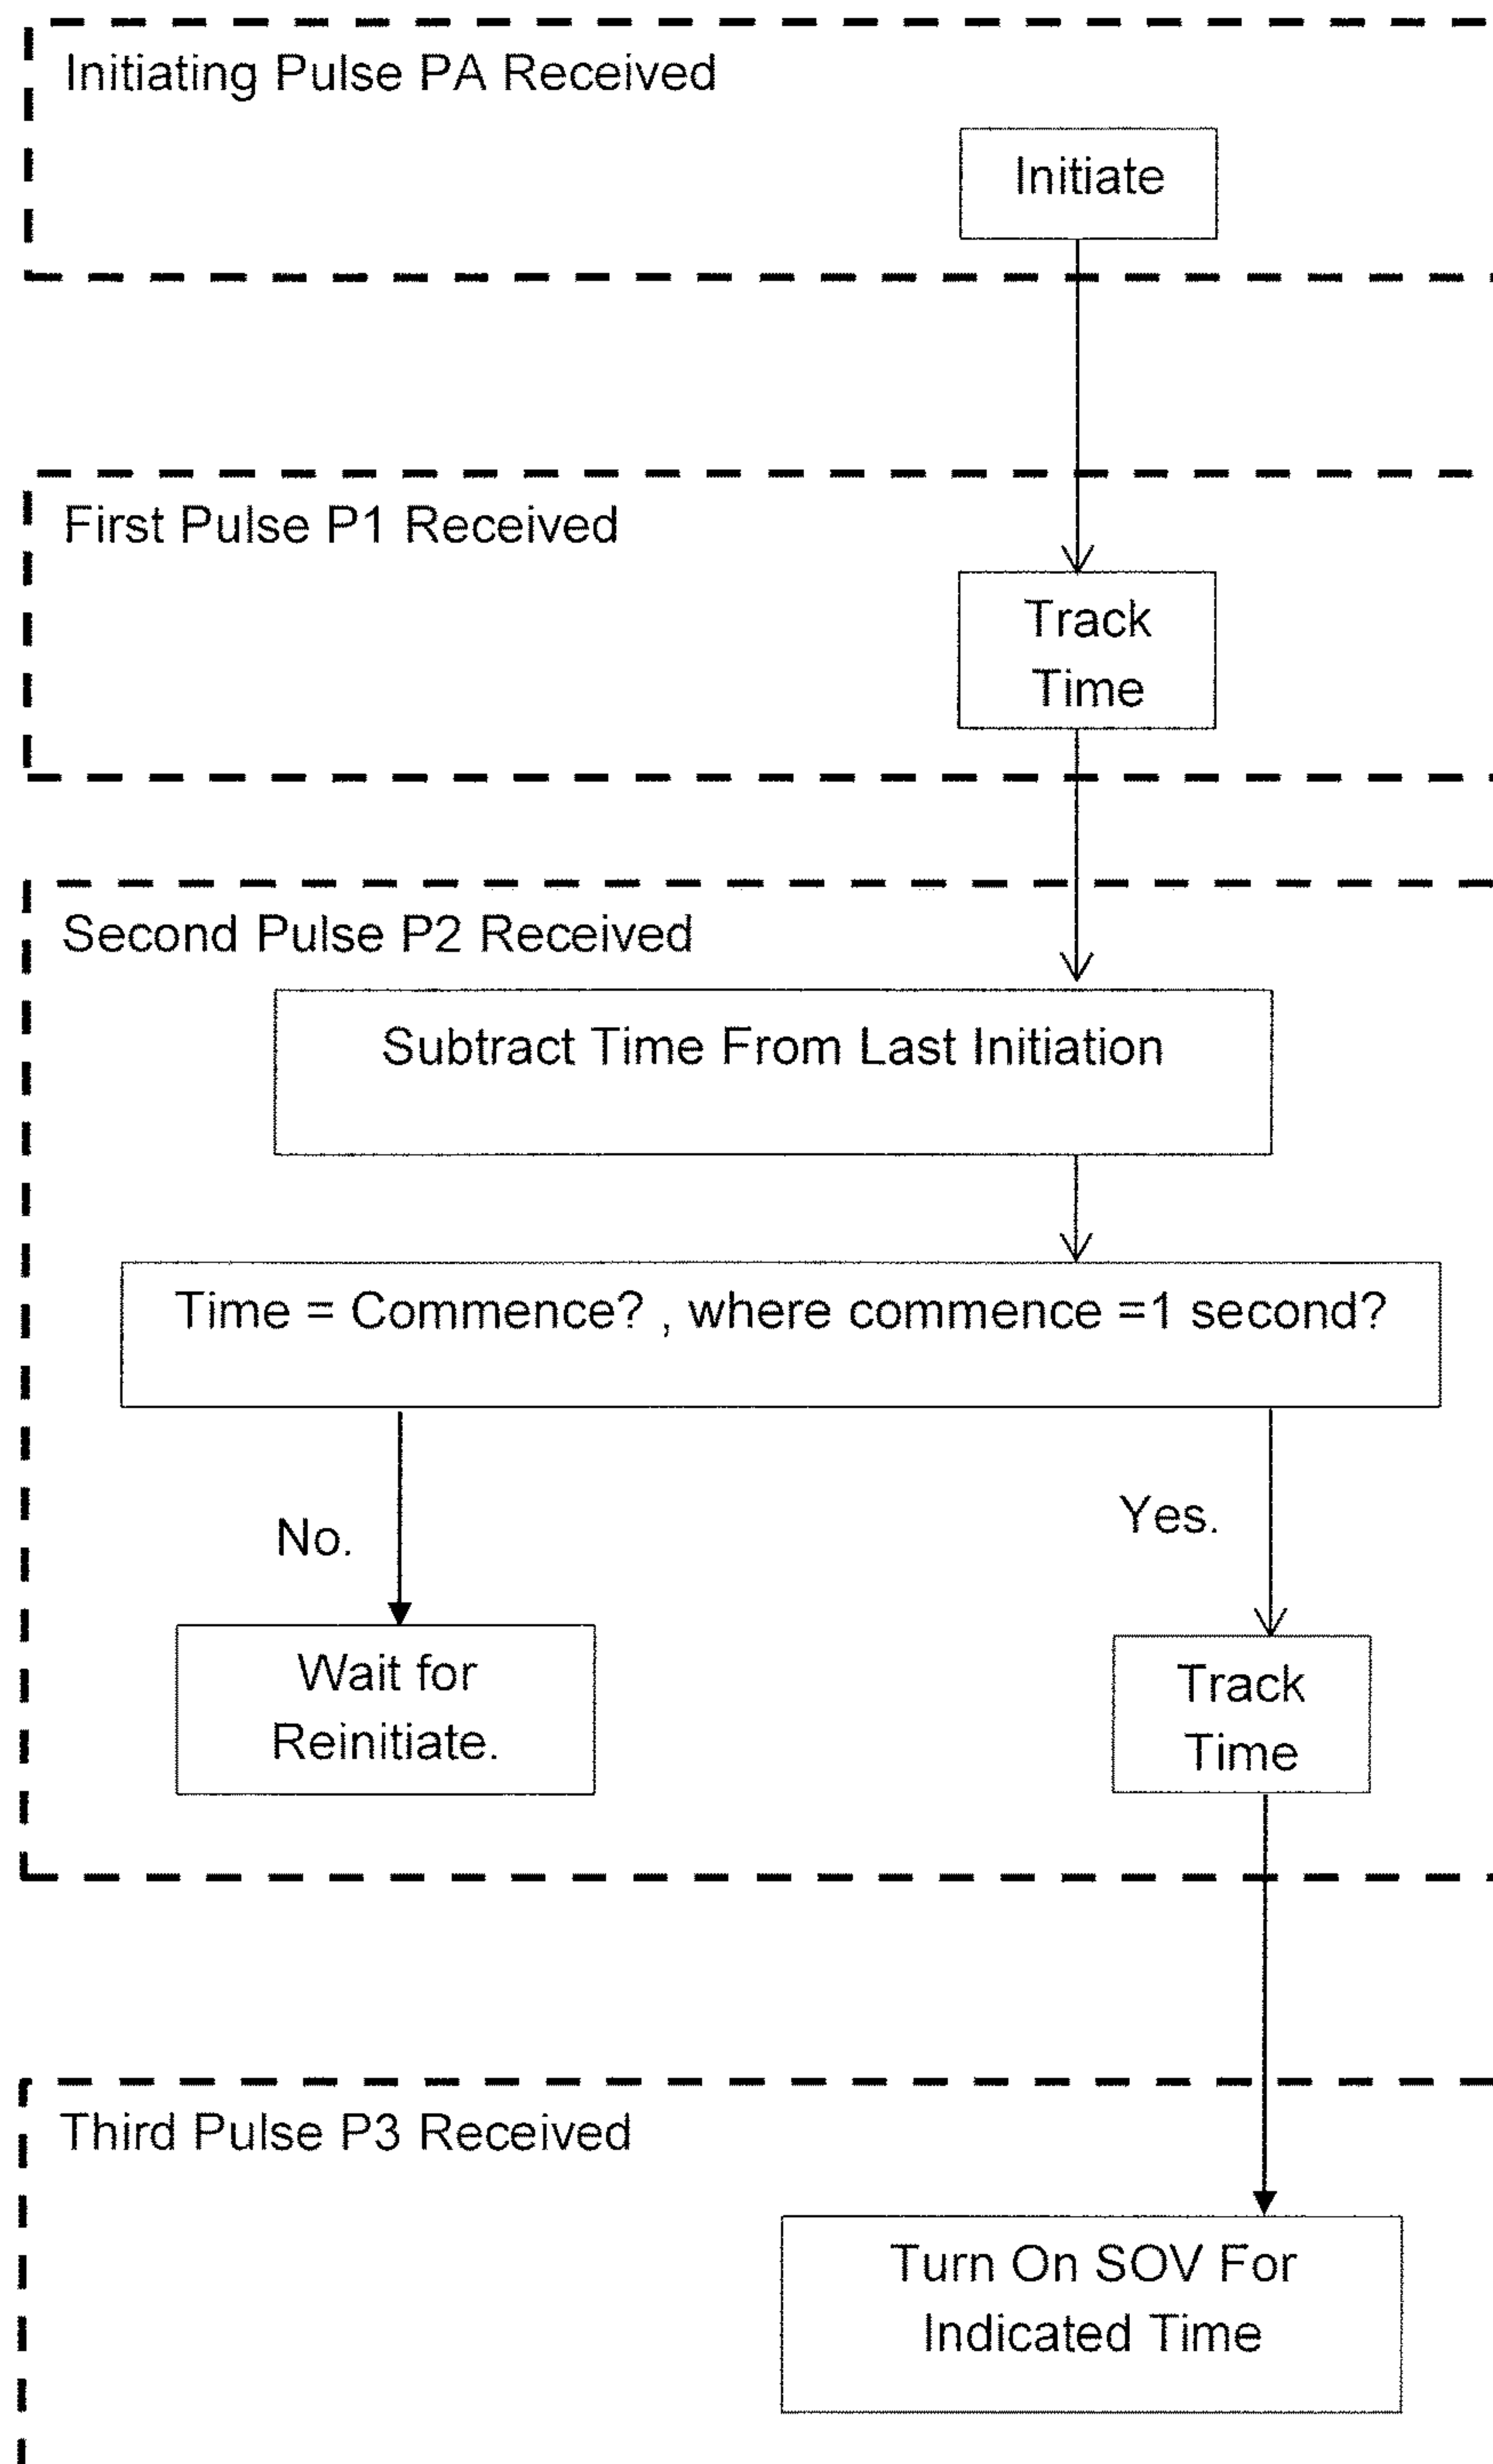 Initiating Pulse PA Received
Initiate
First Pulse P1 Received
Track
Time
Second Pulse P2 Received
Subtract Time From Last Initiation
Time = Commence? , where commence =1 second?
No.
Yes.
Wait for
Reinitiate.
Track
Time
Third Pulse P3 Received
Turn On SOV For
Indicated Time